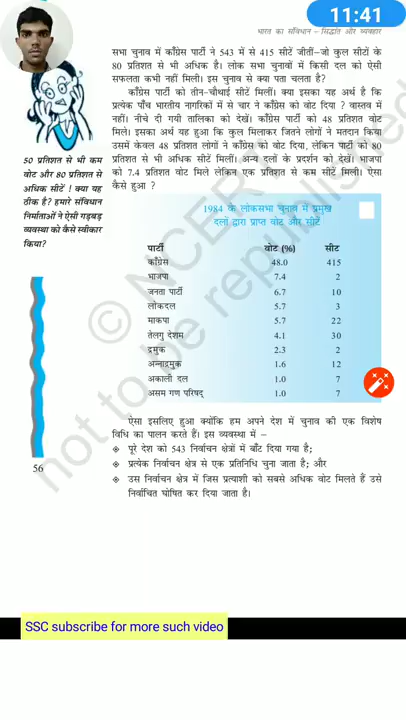 11:41
भारत का संविधान – सिद्धांत और व्यवहार
सभा चुनाव में काँग्रेस पार्टी ने 543 में से 415 सीटें जीतीं–जो कुल सीटों के
80 प्रतिशत से भी अधिक है। लोक सभा चुनावों में किसी दल को ऐसी
सफलता कभी नहीं मिली। इस चुनाव से क्या पता चलता है?
काँग्रेस पार्टी को तीन-चौथाई सीटें मिलीं। क्या इसका यह अर्थ है कि
प्रत्येक पाँच भारतीय नागरिकों में से चार ने काँग्रेस को वोट दिया ? वास्तव में
नहीं। नीचे दी गयी तालिका को देखें। काँग्रेस पार्टी को 48 प्रतिशत वोट
मिले। इसका अर्थ यह हुआ कि कुल मिलाकर जितने लोगों ने मतदान किया
उसमें केवल 48 प्रतिशत लोगों ने काँग्रेस को वोट दिया, लेकिन पार्टी को 80
प्रतिशत से भी अधिक सीटें मिलीं। अन्य दलों के प्रदर्शन को देखें। भाजपा
को 7.4 प्रतिशत वोट मिले लेकिन एक प्रतिशत से कम सीटें मिली। ऐसा
कैसे हुआ ?
50 प्रतिशत से भी कम
वोट और 80 प्रतिशत से
अधिक सीटें ! क्या यह
ठीक है? हमारे संविधान
निर्माताओं ने ऐसी गड़बड़
व्यवस्था को कैसे स्वीकार
किया?
1984 के लोकसभा चुनाव में प्रमुख
दलों द्वारा प्राप्त वोट और सीटें
पार्टी वोट (%) सीट
काँग्रेस 48.0 415
भाजपा 7.4 2
जनता पार्टी 6.7 10
लोकदल 5.7 3
माकपा 5.7 22
तेलगु देशम 4.1 30
द्रमुक 2.3 2
अन्नाद्रमुक 1.6 12
अकाली दल 1.0 7
असम गण परिषद् 1.0 7
ऐसा इसलिए हुआ क्योंकि हम अपने देश में चुनाव की एक विशेष
विधि का पालन करते हैं। इस व्यवस्था में –
❖ पूरे देश को 543 निर्वाचन क्षेत्रों में बाँट दिया गया है;
❖ प्रत्येक निर्वाचन क्षेत्र से एक प्रतिनिधि चुना जाता है; और
❖ उस निर्वाचन क्षेत्र में जिस प्रत्याशी को सबसे अधिक वोट मिलते हैं उसे
निर्वाचित घोषित कर दिया जाता है।
56
© NCERT
not to be republished
SSC subscribe for more such video